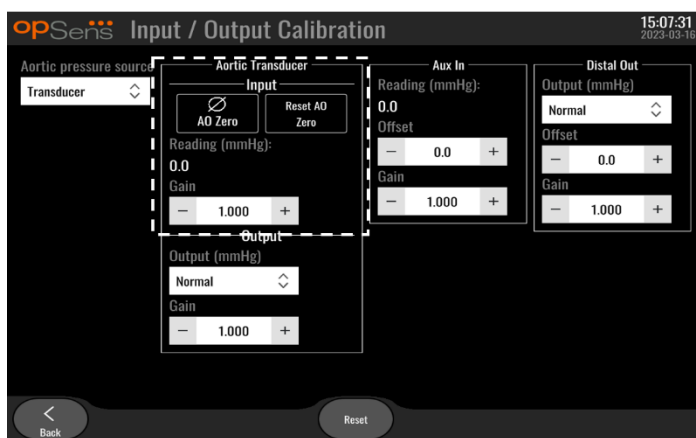 opSens Input / Output Calibration
15:07:31
2023-03-16
Aortic pressure source
Transducer
Aortic Transducer
Input
AO Zero
Reset AO
Zero
Reading (mmHg):
0.0
Gain
− 1.000 +
Output
Output (mmHg)
Normal
Gain
− 1.000 +
Aux In
Reading (mmHg):
0.0
Offset
− 0.0 +
Gain
− 1.000 +
Distal Out
Output (mmHg)
Normal
Offset
− 0.0 +
Gain
− 1.000 +
Back
Reset